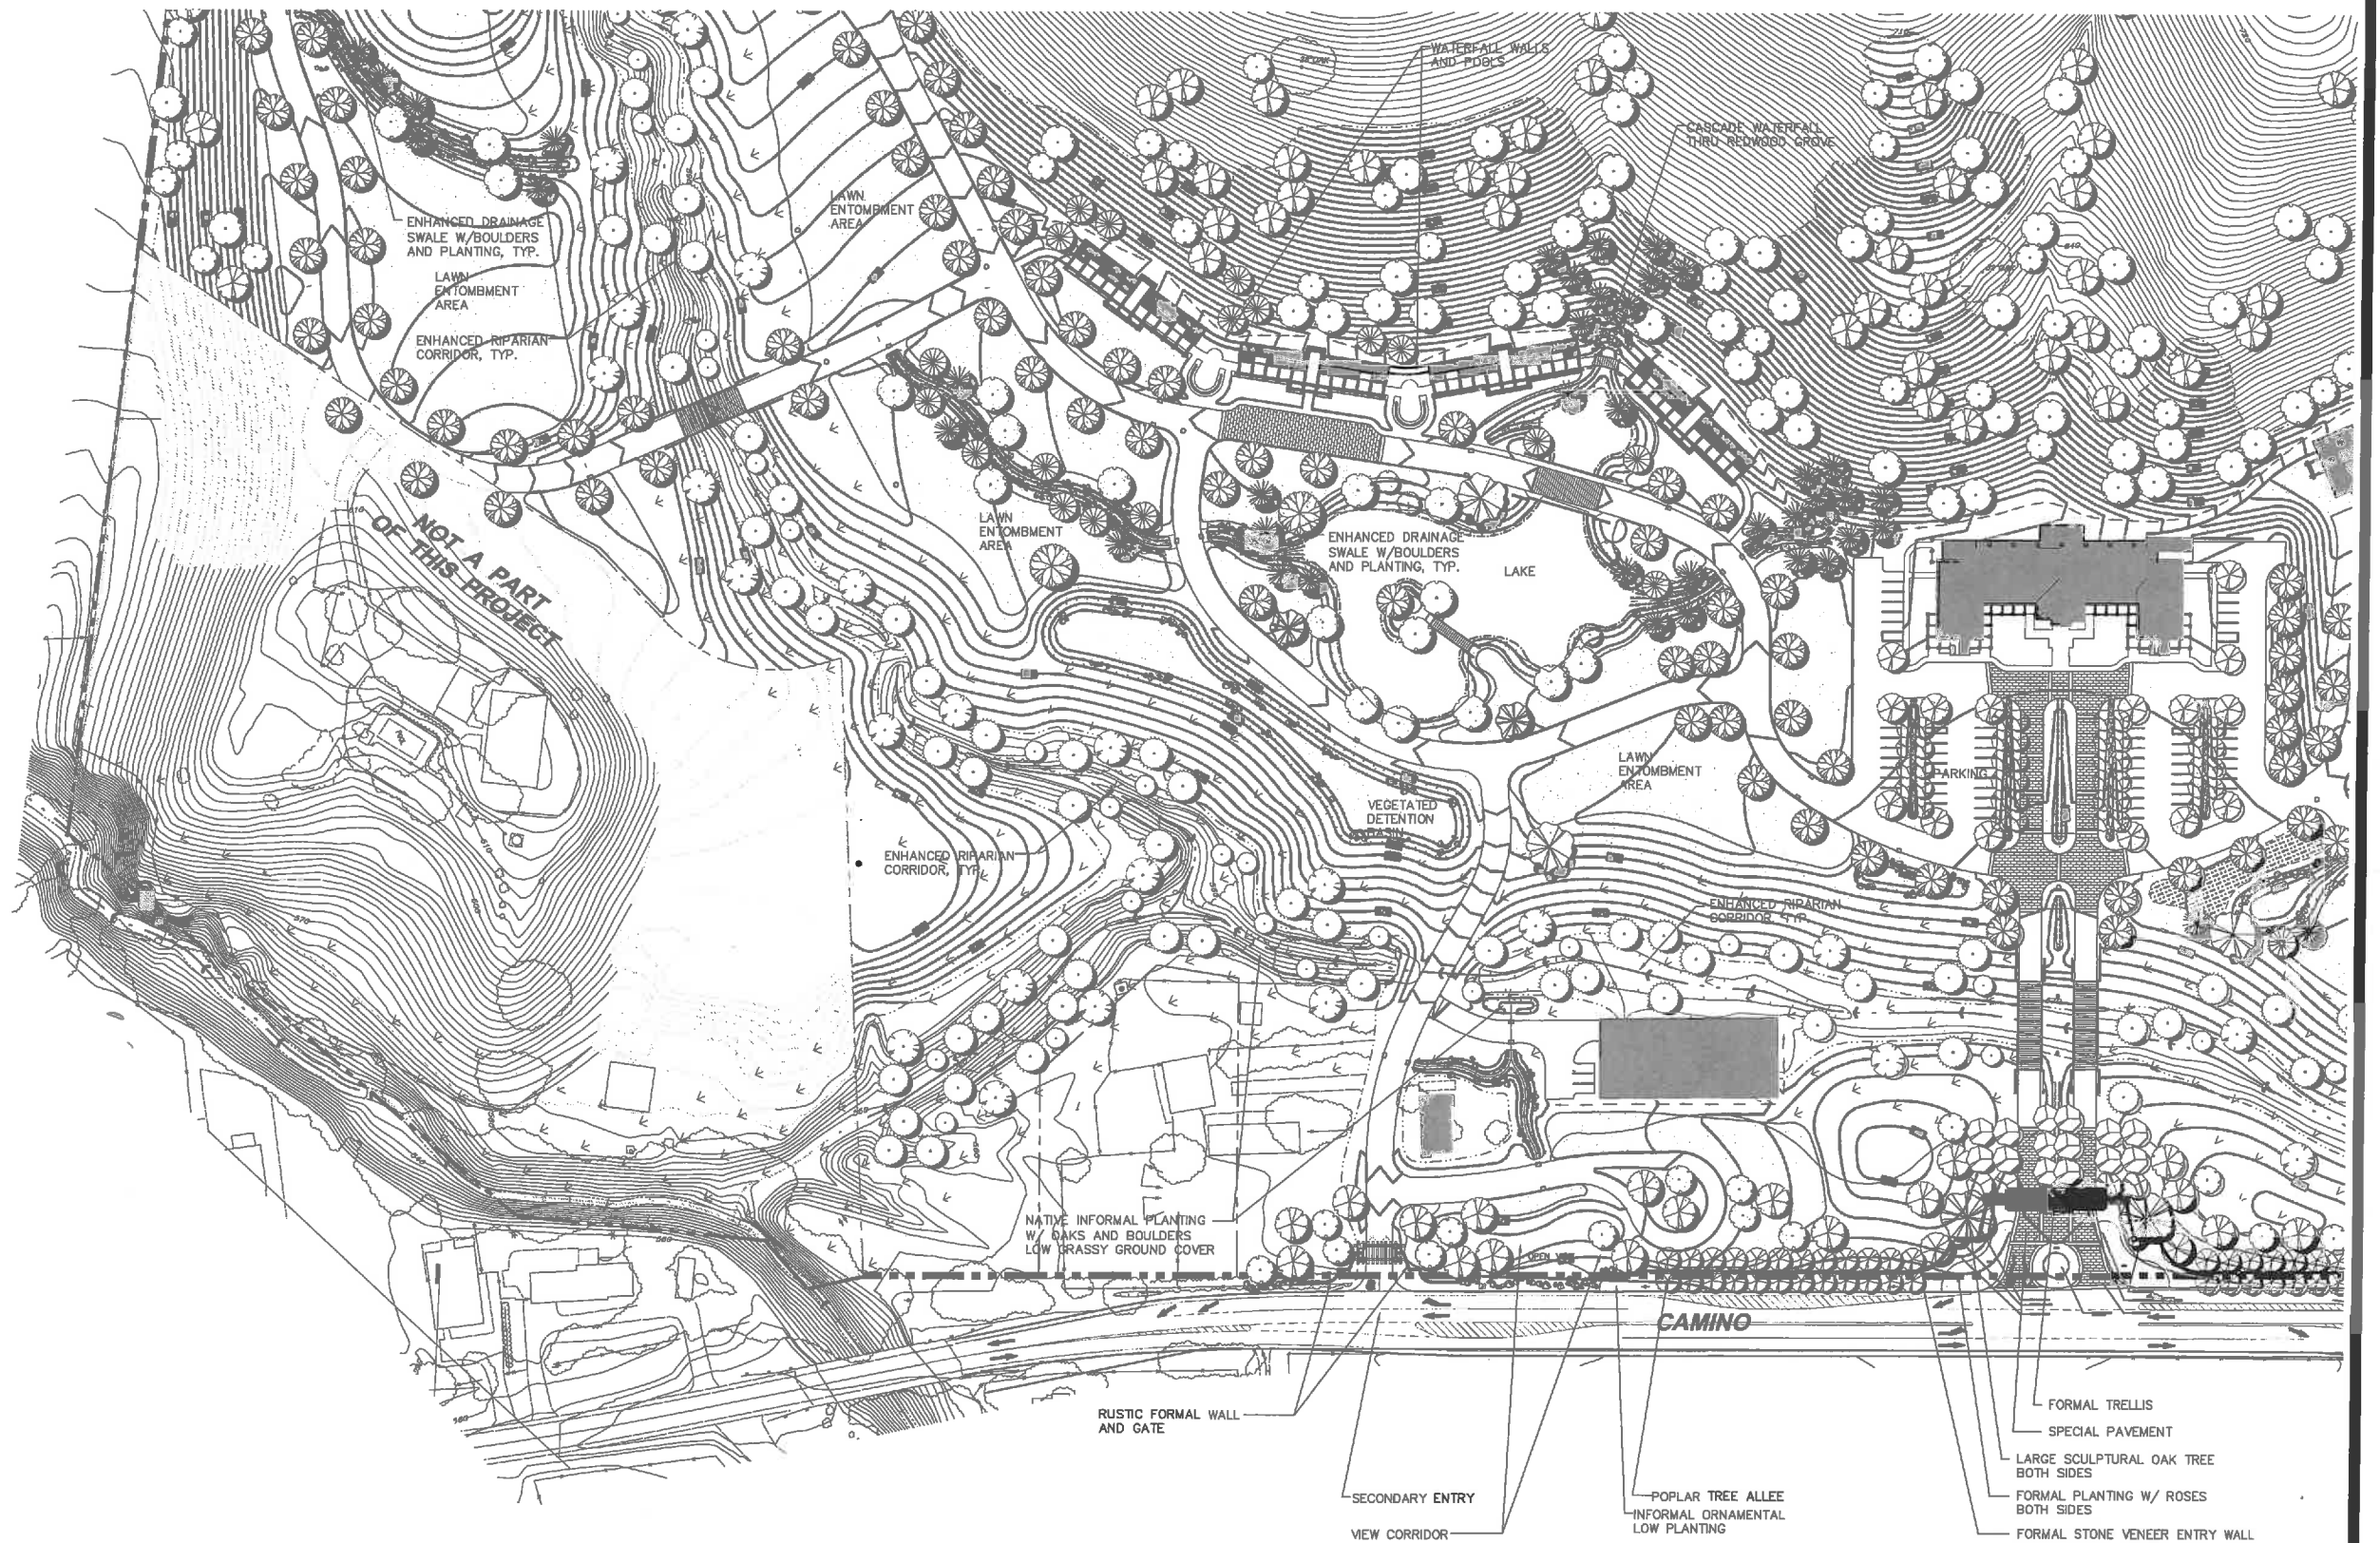 WATERFALL WALLS
AND POOLS
CASCADE WATERFALL
THRU REDWOOD GROVE
ENHANCED DRAINAGE
SWALE W/BOULDERS
AND PLANTING, TYP.
LAWN
ENTOMBMENT
AREA
LAWN
ENTOMBMENT
AREA
ENHANCED RIPARIAN
CORRIDOR, TYP.
NOT A PART
OF THIS PROJECT
LAWN
ENTOMBMENT
AREA
ENHANCED DRAINAGE
SWALE W/BOULDERS
AND PLANTING, TYP.
LAKE
LAWN
ENTOMBMENT
AREA
PARKING
VEGETATED
DETENTION
BASIN
ENHANCED RIPARIAN
CORRIDOR, TYP.
ENHANCED RIPARIAN
CORRIDOR, TYP.
NATIVE INFORMAL PLANTING
W/ OAKS AND BOULDERS
LOW GRASSY GROUND COVER
CAMINO
RUSTIC FORMAL WALL
AND GATE
SECONDARY ENTRY
VIEW CORRIDOR
POPLAR TREE ALLEE
INFORMAL ORNAMENTAL
LOW PLANTING
FORMAL TRELLIS
SPECIAL PAVEMENT
LARGE SCULPTURAL OAK TREE
BOTH SIDES
FORMAL PLANTING W/ ROSES
BOTH SIDES
FORMAL STONE VENEER ENTRY WALL